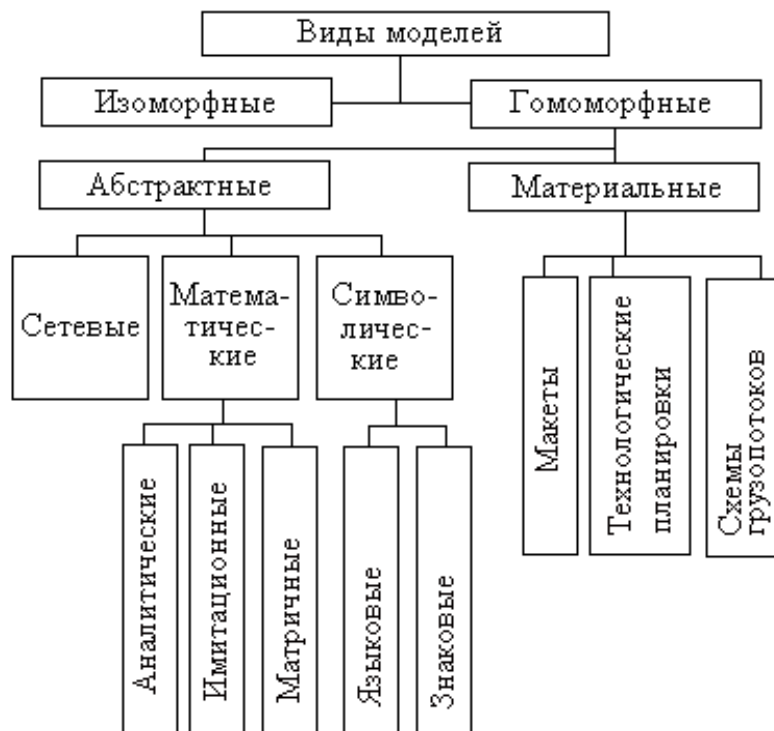 Виды моделей
Изоморфные
Гомоморфные
Абстрактные
Материальные
Сетевые
Матема-
тичес-
кие
Симво-
личес-
кие
Макеты
Технологические
планировки
Схемы
грузопотоков
Аналитические
Имитационные
Матричные
Языковые
Знаковые